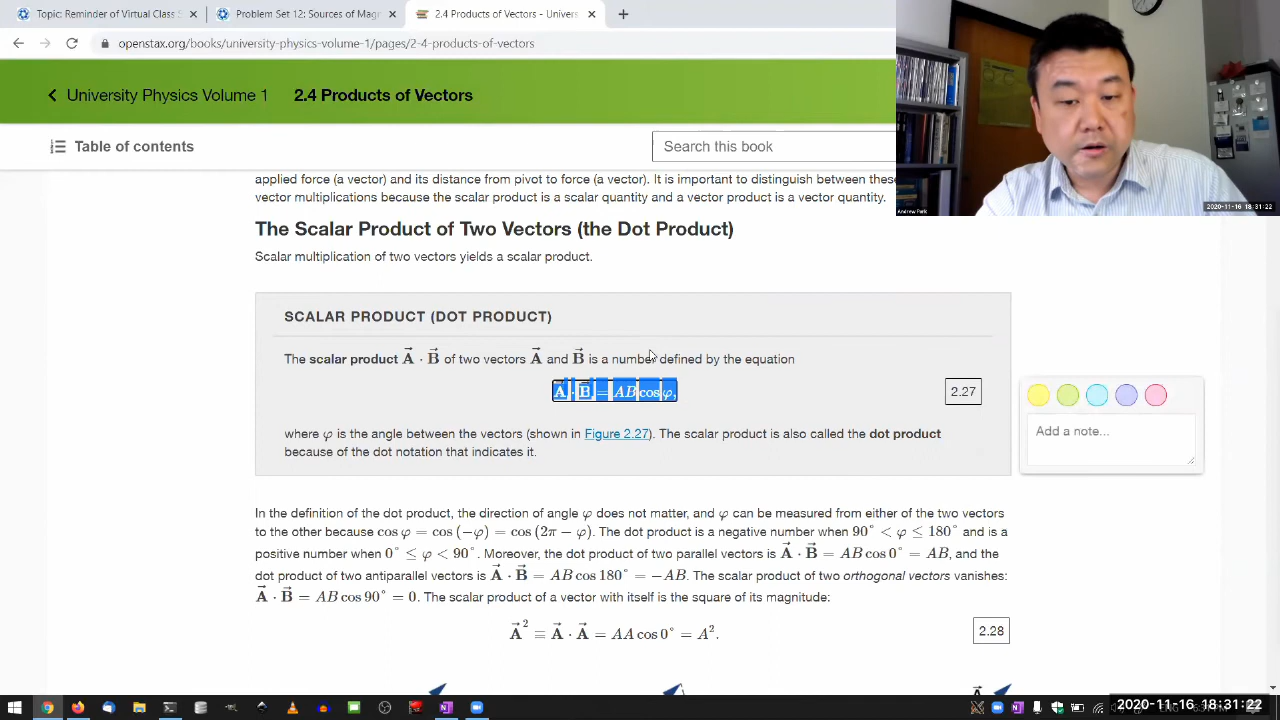 Topic: Reminder of Virtual Class S
Problem Set 12: Sources of Mag
2.4 Products of Vectors - Univers
openstax.org/books/university-physics-volume-1/pages/2-4-products-of-vectors
University Physics Volume 1 2.4 Products of Vectors
Table of contents
Search this book
Andrew Park
2020-11-16 18:31:22
applied force (a vector) and its distance from pivot to force (a vector). It is important to distinguish between these
vector multiplications because the scalar product is a scalar quantity and a vector product is a vector quantity.
The Scalar Product of Two Vectors (the Dot Product)
Scalar multiplication of two vectors yields a scalar product.
SCALAR PRODUCT (DOT PRODUCT)
The scalar product A⃗ · B⃗ of two vectors A⃗ and B⃗ is a number defined by the equation
A⃗ · B⃗ = AB cos φ,
2.27
where φ is the angle between the vectors (shown in Figure 2.27). The scalar product is also called the dot product
because of the dot notation that indicates it.
Add a note...
In the definition of the dot product, the direction of angle φ does not matter, and φ can be measured from either of the two vectors
to the other because cos φ = cos (−φ) = cos (2π − φ). The dot product is a negative number when 90° < φ ≤ 180° and is a
positive number when 0° ≤ φ < 90°. Moreover, the dot product of two parallel vectors is A⃗ · B⃗ = AB cos 0° = AB, and the
dot product of two antiparallel vectors is A⃗ · B⃗ = AB cos 180° = −AB. The scalar product of two orthogonal vectors vanishes:
A⃗ · B⃗ = AB cos 90° = 0. The scalar product of a vector with itself is the square of its magnitude:
A⃗² ≡ A⃗ · A⃗ = AA cos 0° = A².
2.28
2020-11-16 18:31:22